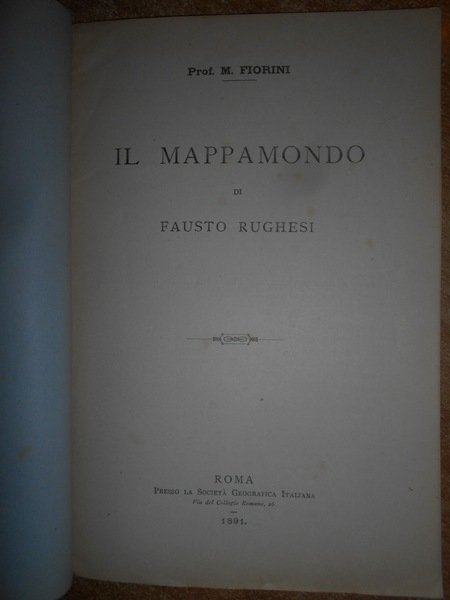 Prof. M. FIORINI
IL MAPPAMONDO
DI
FAUSTO RUGHESI
ROMA
PRESSO LA SOCIETÀ GEOGRAFICA ITALIANA
Via del Collegio Romano, 26
1891.